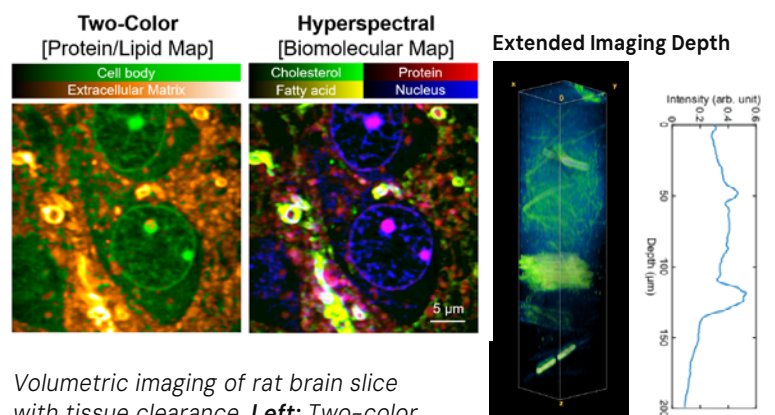 Two-Color
[Protein/Lipid Map]
Cell body
Extracellular Matrix
Hyperspectral
[Biomolecular Map]
Cholesterol Protein
Fatty acid Nucleus
5 μm
Extended Imaging Depth
x y
0
z
Intensity (arb. unit)
0 0.2 0.4 0.6
0
50
100
150
200
Depth (μm)
Volumetric imaging of rat brain slice
with tissue clearance. Left: Two-color